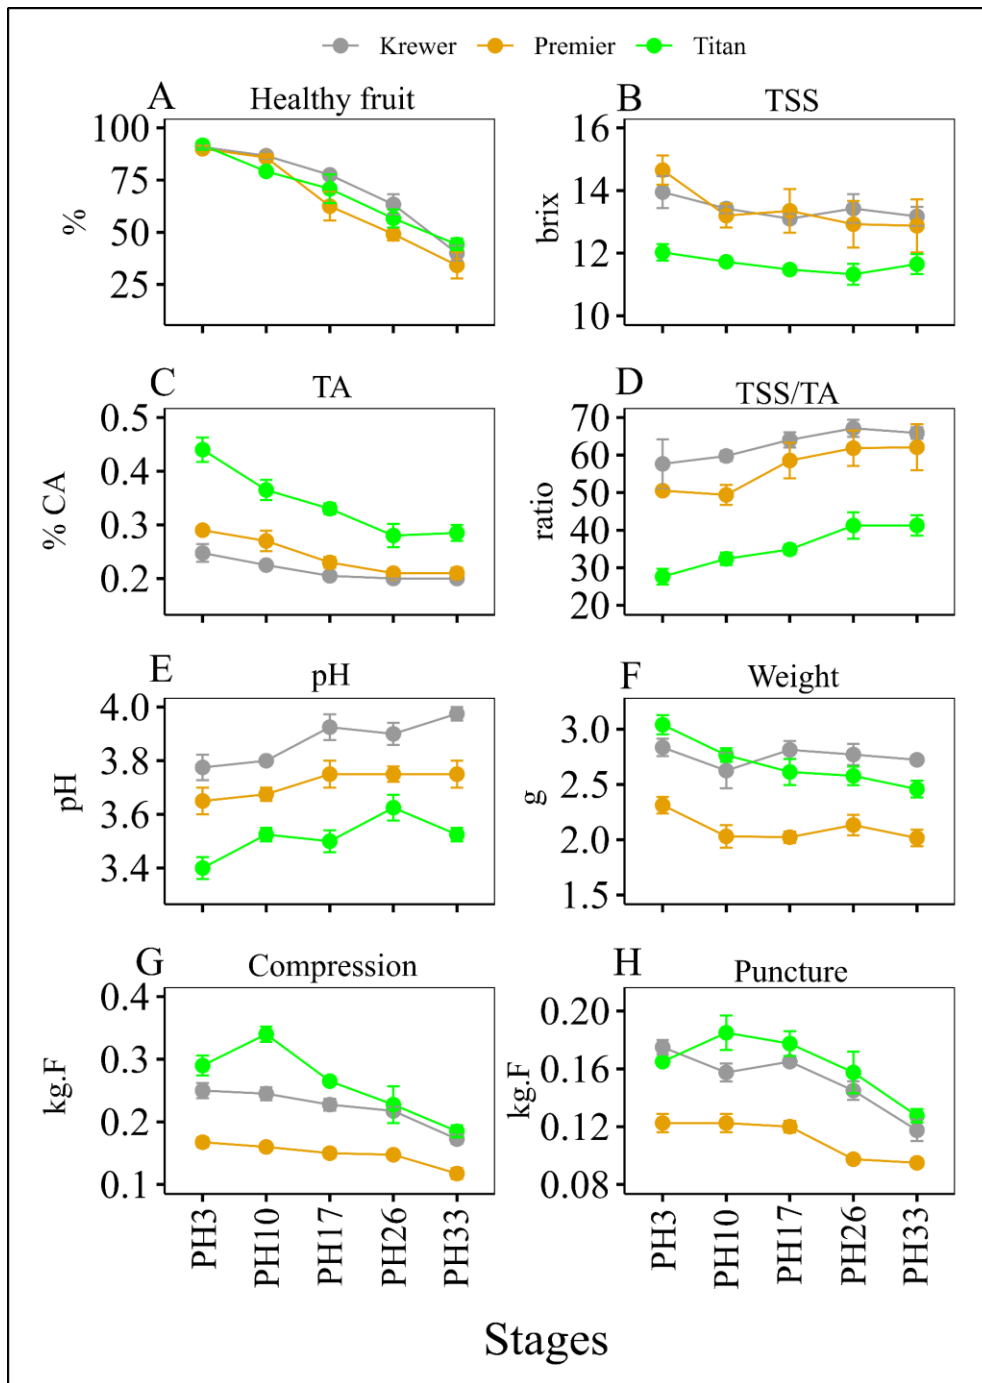 Krewer Premier Titan
A Healthy fruit
100
75
50
25
%
B TSS
16
14
12
10
brix
C TA
0.5
0.4
0.3
0.2
% CA
D TSS/TA
70
60
50
40
30
20
ratio
E pH
4.0
3.8
3.6
3.4
pH
F Weight
3.0
2.5
2.0
1.5
g
G Compression
0.4
0.3
0.2
0.1
kg.F
PH3 PH10 PH17 PH26 PH33
H Puncture
0.20
0.16
0.12
0.08
kg.F
PH3 PH10 PH17 PH26 PH33
Stages